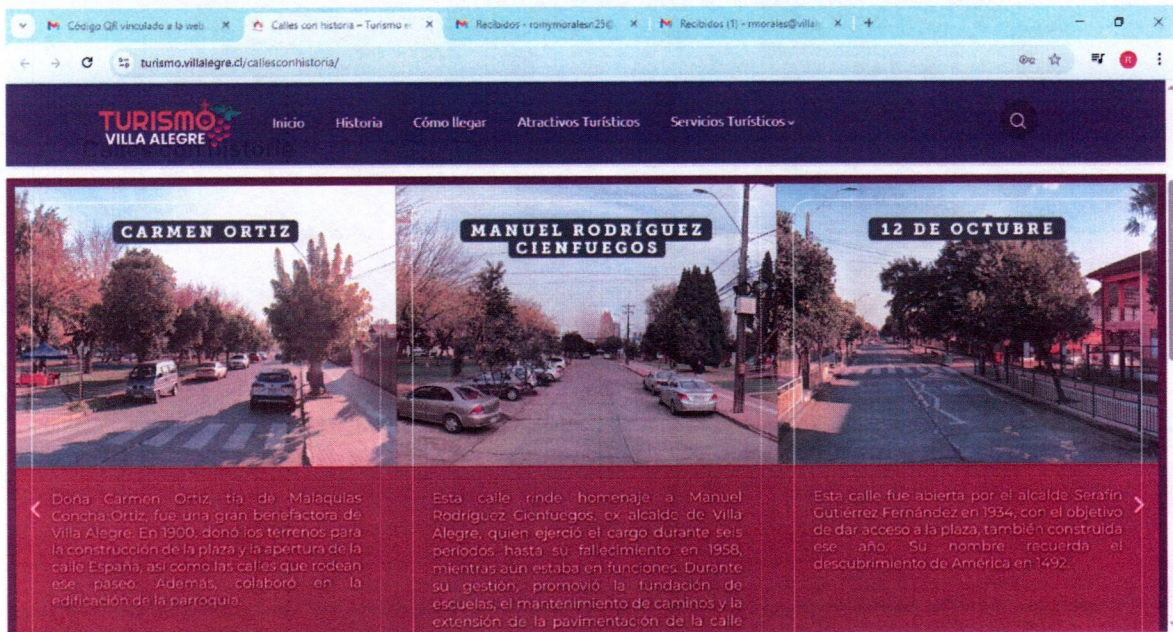 Código QR vinculado a la web
Calles con historia – Turismo e
Recibidos - romymoralesn25@
Recibidos (1) - rmorales@villal
turismo.villalegre.cl/callesconhistoria/
R
TURISMO
VILLA ALEGRE
Inicio
Historia
Cómo llegar
Atractivos Turísticos
Servicios Turísticos
Calles con historia
CARMEN ORTIZ
Doña Carmen Ortiz, tía de Malaquías
Concha Ortiz, fue una gran benefactora de
Villa Alegre. En 1900, donó los terrenos para
la construcción de la plaza y la apertura de la
calle España, así como las calles que rodean
ese paseo. Además, colaboró en la
edificación de la parroquia.
MANUEL RODRÍGUEZ
CIENFUEGOS
Esta calle rinde homenaje a Manuel
Rodríguez Cienfuegos, ex alcalde de Villa
Alegre, quien ejerció el cargo durante seis
períodos hasta su fallecimiento en 1958,
mientras aún estaba en funciones. Durante
su gestión, promovió la fundación de
escuelas, el mantenimiento de caminos y la
extensión de la pavimentación de la calle
12 DE OCTUBRE
Esta calle fue abierta por el alcalde Serafín
Gutiérrez Fernández en 1934, con el objetivo
de dar acceso a la plaza, también construida
ese año. Su nombre recuerda el
descubrimiento de América en 1492.